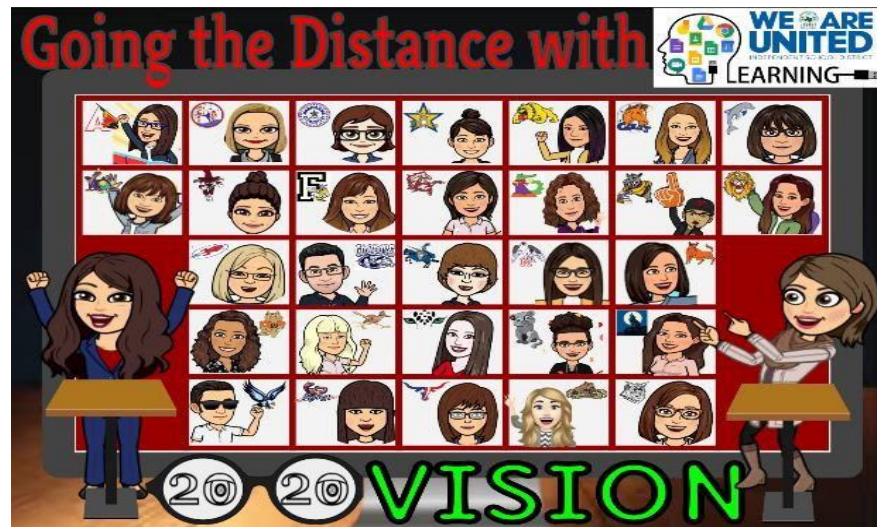 Going the Distance with
WE ARE
UNITED
INDEPENDENT SCHOOL DISTRICT
LEARNING
A
F
20 20 VISION